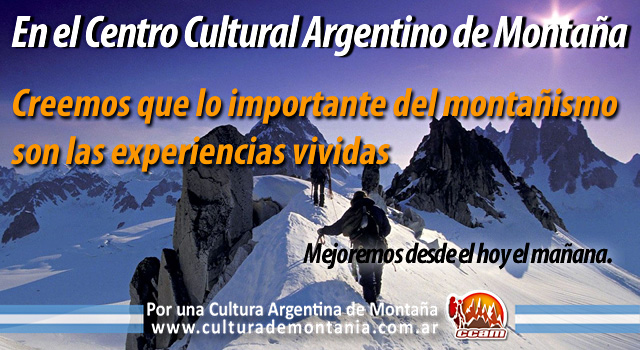 En el Centro Cultural Argentino de Montaña
Creemos que lo importante del montañismo
son las experiencias vividas
Mejoremos desde el hoy el mañana.
Por una Cultura Argentina de Montaña
www.culturademontania.com.ar
ccam